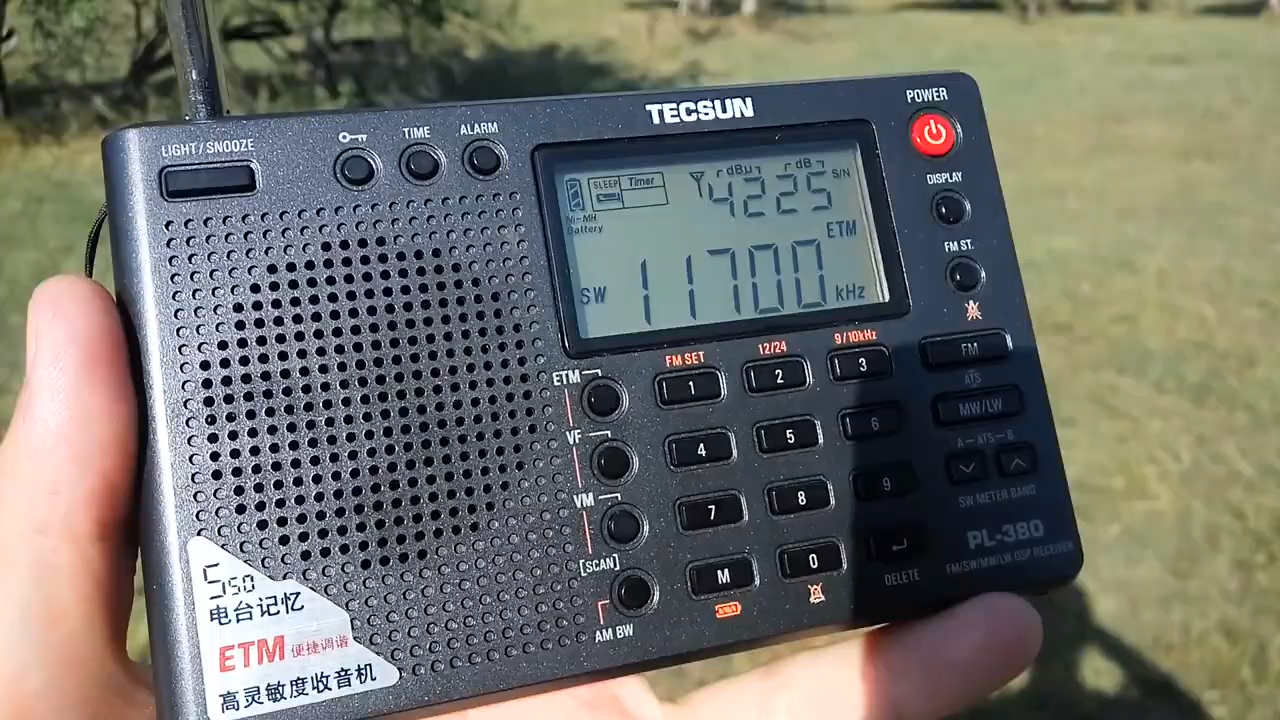 TECSUN
POWER
LIGHT/SNOOZE
TIME
ALARM
DISPLAY
FM ST.
SLEEP
Timer
dBµ
dB
4225
S/N
Ni-MH
Battery
ETM
SW
11700
kHz
FM SET
12/24
9/10kHz
1
2
3
4
5
6
7
8
9
M
0
DELETE
FM
ATS
MW/LW
A-ATS-B
SW METER BAND
PL-380
FM/SW/MW/LW DSP RECEIVER
ETM
VF
VM
[SCAN]
AM BW
550
电台记忆
ETM 便捷调谐
高灵敏度收音机